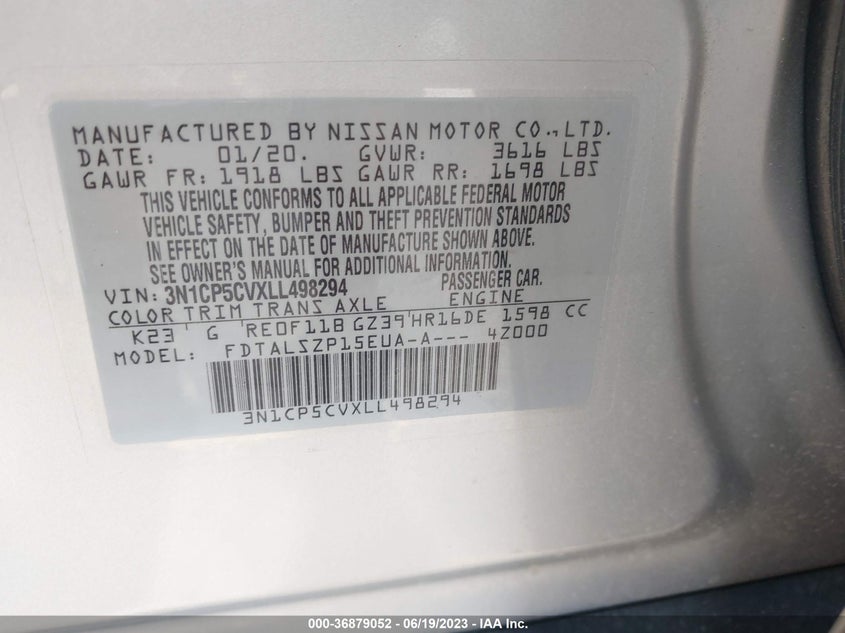 MANUFACTURED BY NISSAN MOTOR CO., LTD.
DATE: 01/20. GVWR: 3616 LBS
GAWR FR: 1918 LBS GAWR RR: 1698 LBS
THIS VEHICLE CONFORMS TO ALL APPLICABLE FEDERAL MOTOR
VEHICLE SAFETY, BUMPER AND THEFT PREVENTION STANDARDS
IN EFFECT ON THE DATE OF MANUFACTURE SHOWN ABOVE.
SEE OWNER'S MANUAL FOR ADDITIONAL INFORMATION.
VIN: 3N1CP5CVXLL498294 PASSENGER CAR.
COLOR TRIM TRANS AXLE ENGINE
K23 ' G 'RE0F11B GZ39'HR16DE 1598 CC
MODEL: FDTALSZP15EUA-A--- 4Z000
3N1CP5CVXLL498294
000-36879052 - 06/19/2023 - IAA Inc.